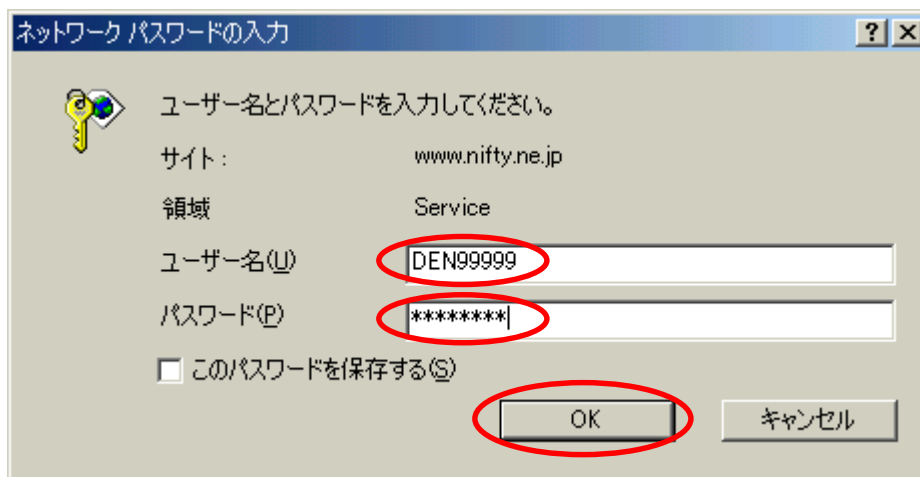 ネットワーク パスワードの入力
ユーザー名とパスワードを入力してください。
サイト : www.nifty.ne.jp
領域 Service
ユーザー名(U) DEN99999
パスワード(P) ********
このパスワードを保存する(S)
OK キャンセル